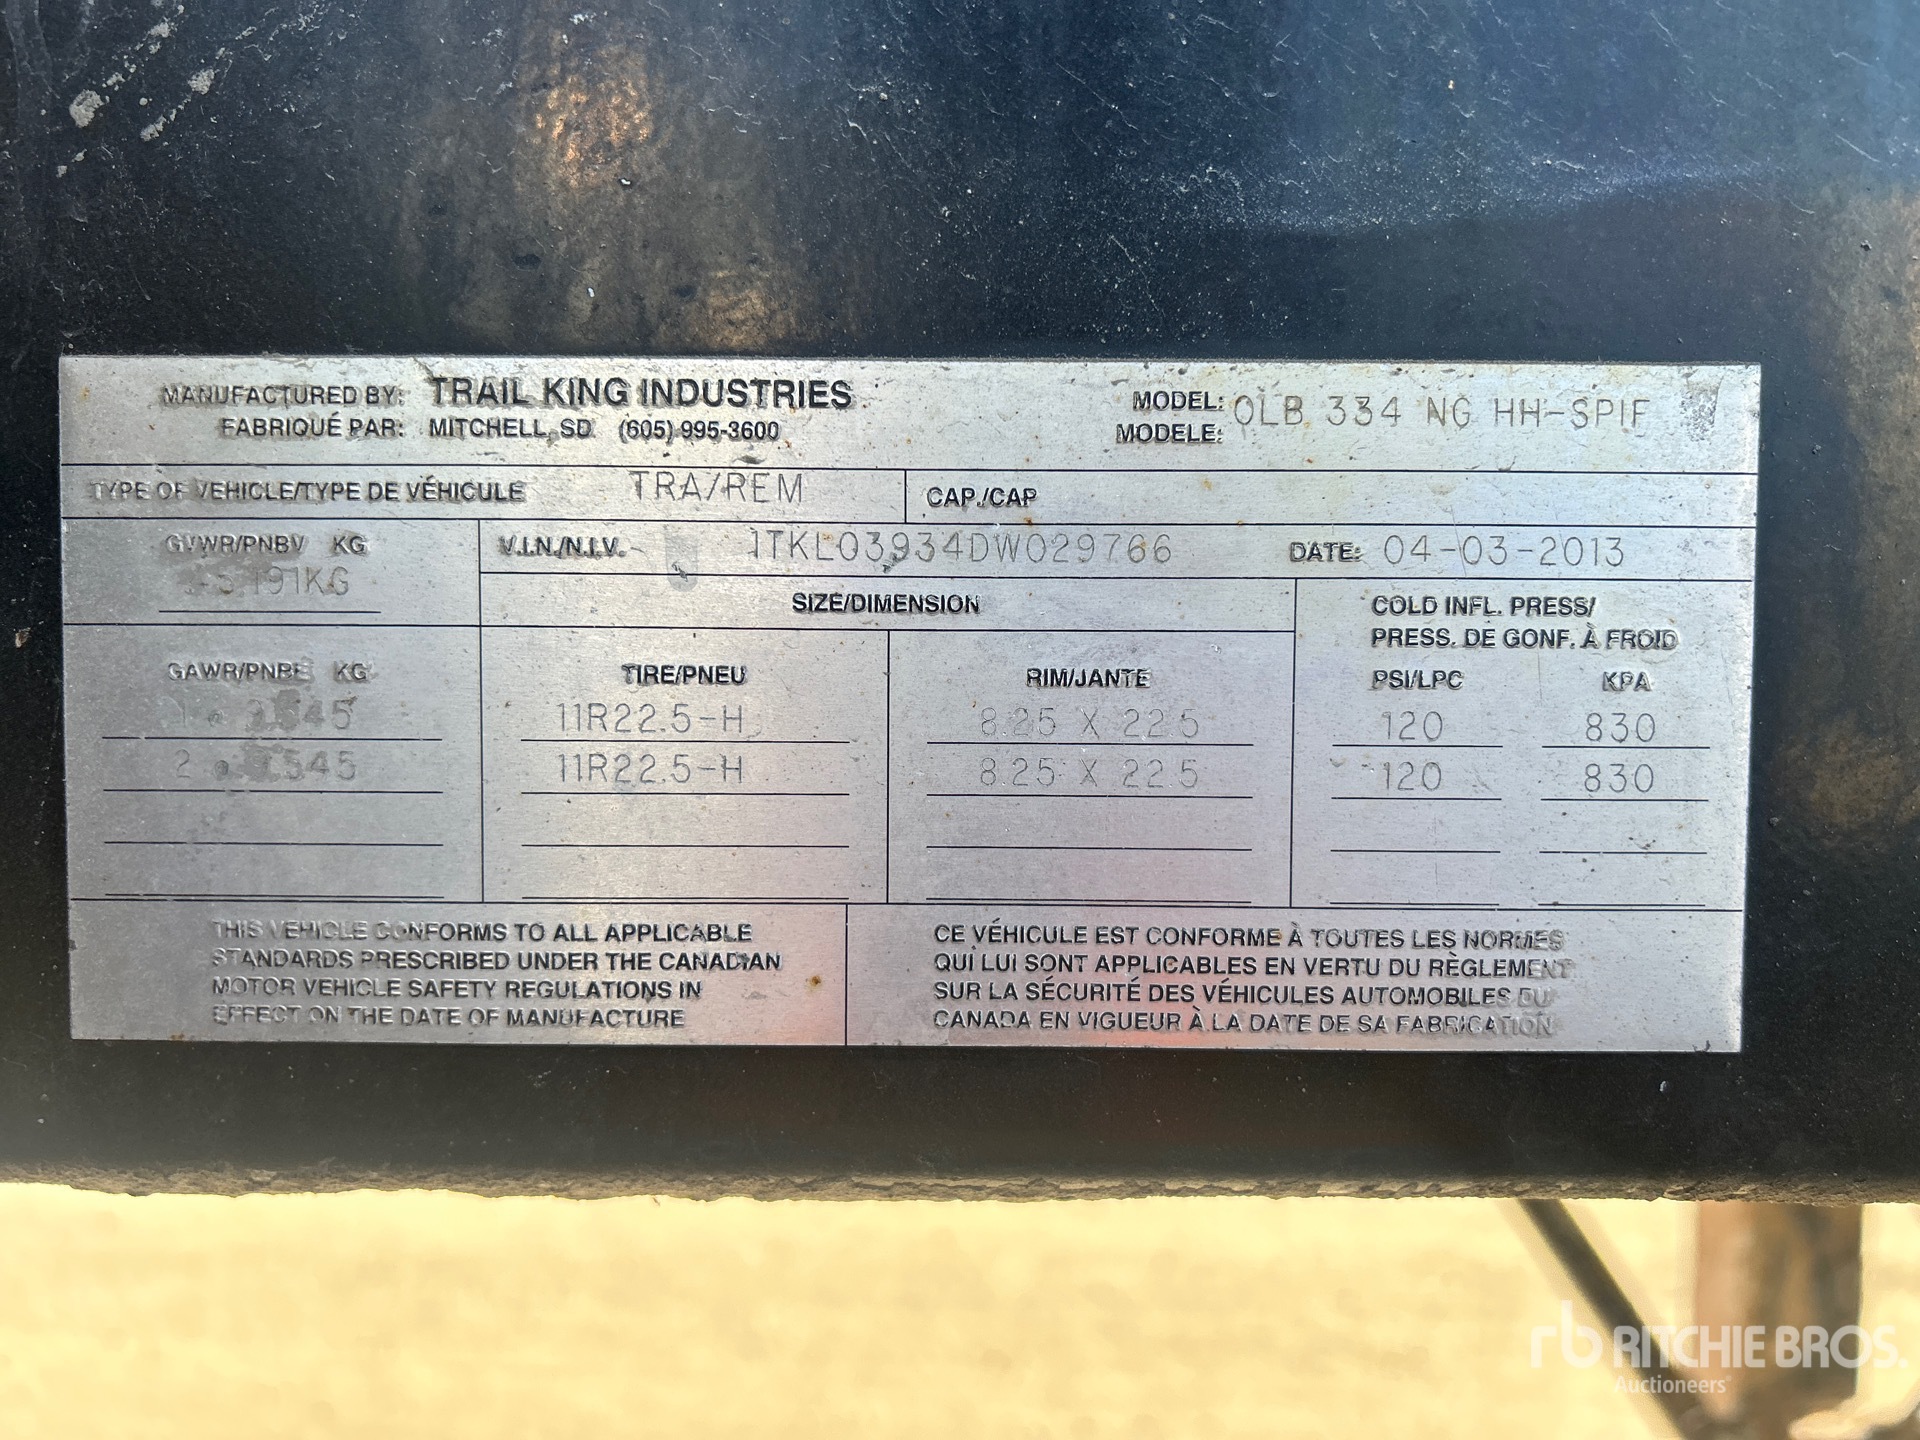 MANUFACTURED BY: TRAIL KING INDUSTRIES
FABRIQUÉ PAR: MITCHELL, SD (605) 995-3600
MODEL: OLB 334 NG HH-SPIF
MODELE:
TYPE OF VEHICLE/TYPE DE VÉHICULE TRA/REM
CAP./CAP
GVWR/PNBV KG
V.I.N./N.I.V. 1TKL03934DW029766 DATE: 04-03-2013
SIZE/DIMENSION
COLD INFL. PRESS/
PRESS. DE GONF. À FROID
GAWR/PNBE KG TIRE/PNEU RIM/JANTE PSI/LPC KPA
11R22.5-H 8.25 X 22.5 120 830
2 11R22.5-H 8.25 X 22.5 120 830
THIS VEHICLE CONFORMS TO ALL APPLICABLE
STANDARDS PRESCRIBED UNDER THE CANADIAN
MOTOR VEHICLE SAFETY REGULATIONS IN
EFFECT ON THE DATE OF MANUFACTURE
CE VÉHICULE EST CONFORME À TOUTES LES NORMES
QUI LUI SONT APPLICABLES EN VERTU DU RÈGLEMENT
SUR LA SÉCURITÉ DES VÉHICULES AUTOMOBILES DU
CANADA EN VIGUEUR À LA DATE DE SA FABRICATION
rb RITCHIE BROS.
Auctioneers